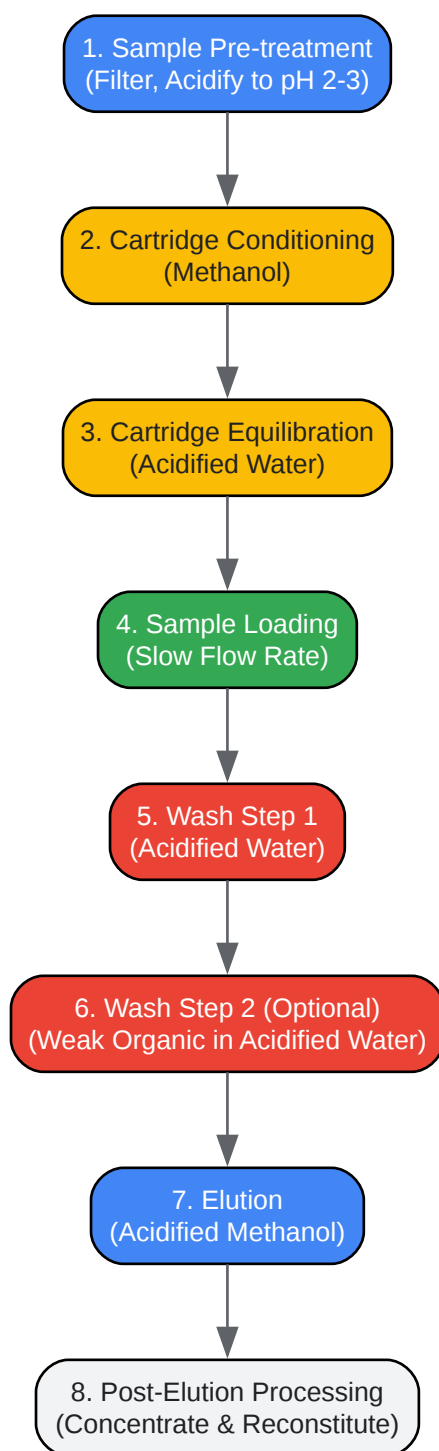 1. Sample Pre-treatment
(Filter, Acidify to pH 2-3)
2. Cartridge Conditioning
(Methanol)
3. Cartridge Equilibration
(Acidified Water)
4. Sample Loading
(Slow Flow Rate)
5. Wash Step 1
(Acidified Water)
6. Wash Step 2 (Optional)
(Weak Organic in Acidified Water)
7. Elution
(Acidified Methanol)
8. Post-Elution Processing
(Concentrate & Reconstitute)